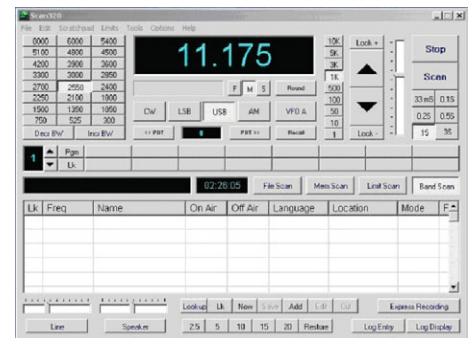 Scan320
File Edit Scratchpad Limits Tools Options Help
8000 6000 5400
5100 4800 4500
4200 3900 3600
3300 3000 2850
2700 2550 2400
2250 2100 1800
1500 1350 1050
750 525 300
Decr BW Incr BW
11.175
F M S Round
CW LSB USB AM VFO A
<< PBT 0 PBT >> Recall
10K
5K
3K
1K
500
100
50
10
1
Lock +
Lock -
Stop
Scan
33 mS 0.1S
0.2S 0.5S
1S 3S
1 Pgm
Lk
02:26:05 File Scan Mem Scan Limit Scan Band Scan
Lk Freq Name On Air Off Air Language Location Mode
Lookup Lk Now Save Add Edit Cut Express Recording
Line Speaker 2.5 5 10 15 20 Restore Log Entry Log Display